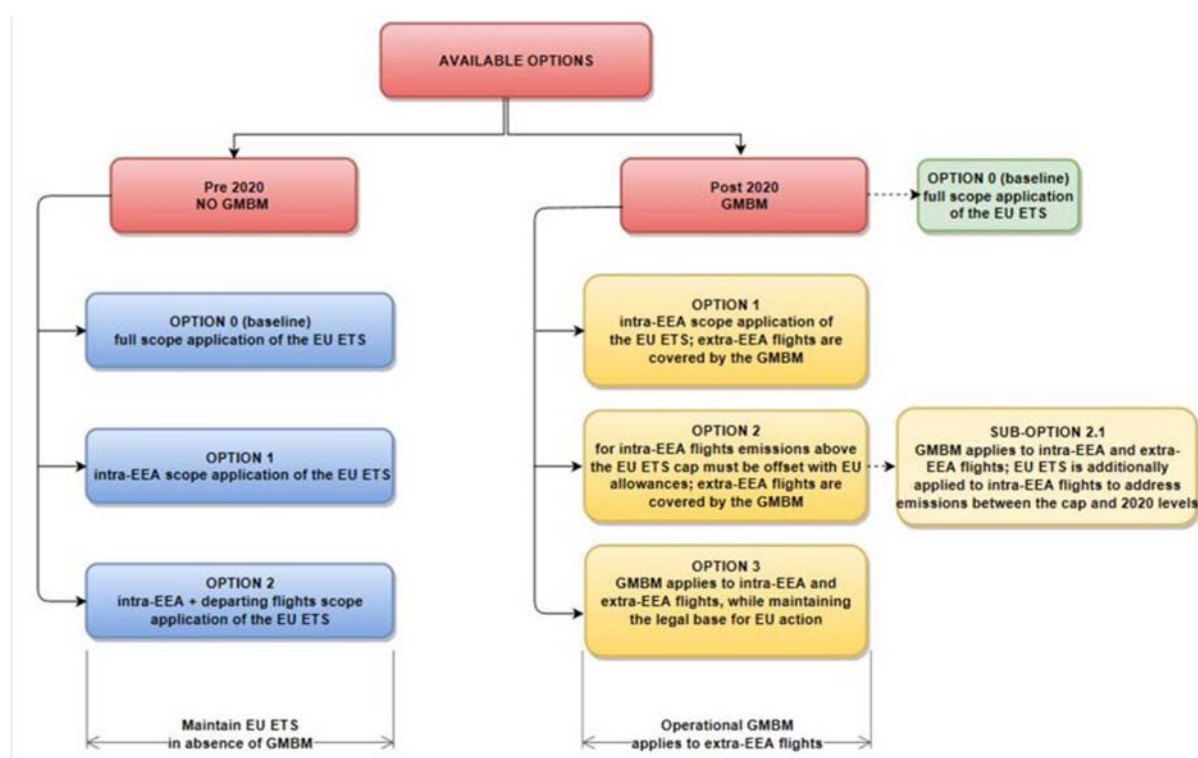 AVAILABLE OPTIONS
Pre 2020
NO GMBM
Post 2020
GMBM
OPTION 0 (baseline)
full scope application
of the EU ETS
OPTION 0 (baseline)
full scope application of the EU ETS
OPTION 1
intra-EEA scope application of the EU ETS
OPTION 2
intra-EEA + departing flights scope
application of the EU ETS
Maintain EU ETS
in absence of GMBM
OPTION 1
intra-EEA scope application of
the EU ETS; extra-EEA flights are
covered by the GMBM
OPTION 2
for intra-EEA flights emissions above
the EU ETS cap must be offset with EU
allowances; extra-EEA flights are
covered by the GMBM
SUB-OPTION 2.1
GMBM applies to intra-EEA and extra-
EEA flights; EU ETS is additionally
applied to intra-EEA flights to address
emissions between the cap and 2020 levels
OPTION 3
GMBM applies to intra-EEA and
extra-EEA flights, while maintaining
the legal base for EU action
Operational GMBM
applies to extra-EEA flights